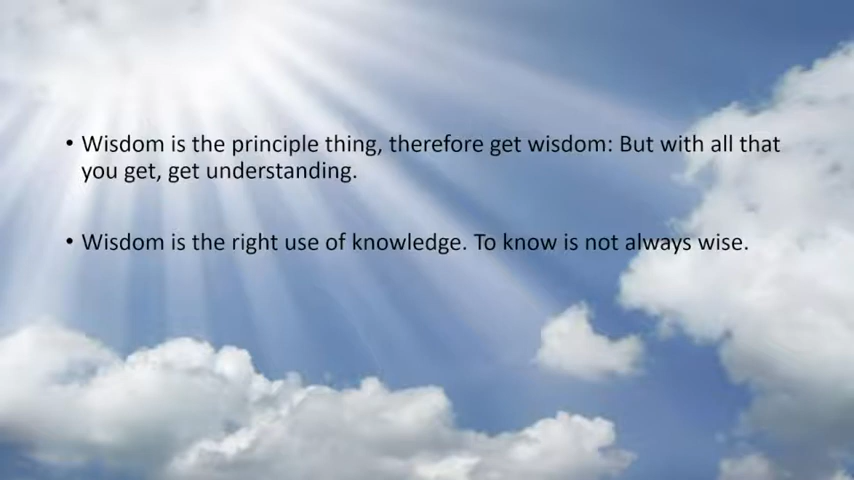 • Wisdom is the principle thing, therefore get wisdom: But with all that
you get, get understanding.
• Wisdom is the right use of knowledge. To know is not always wise.